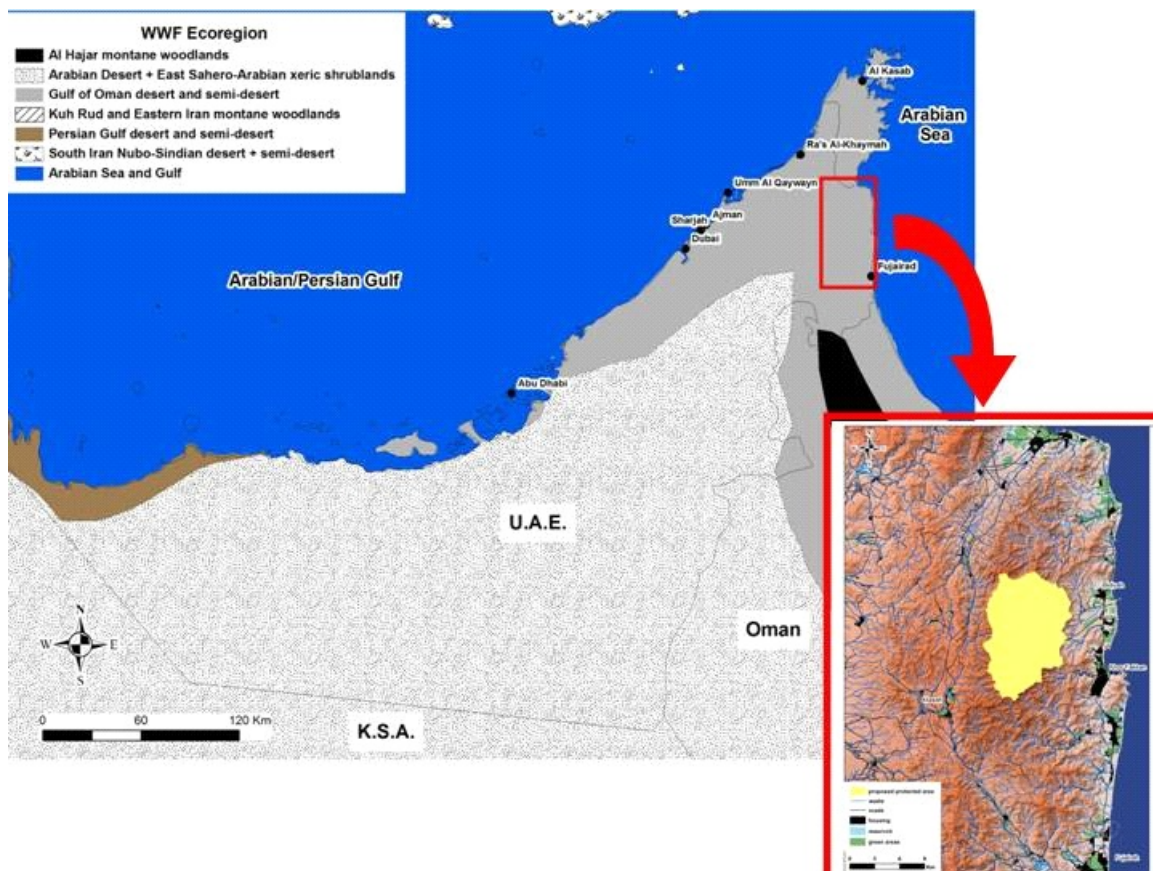 WWF Ecoregion
Al Hajar montane woodlands
Arabian Desert + East Sahero-Arabian xeric shrublands
Gulf of Oman desert and semi-desert
Kuh Rud and Eastern Iran montane woodlands
Persian Gulf desert and semi-desert
South Iran Nubo-Sindian desert + semi-desert
Arabian Sea and Gulf
Al Kasab
Arabian
Sea
Ra's Al-Khaymah
Umm Al Qaywayn
Ajman
Sharjah
Dubai
Fujairad
Arabian/Persian Gulf
Abu Dhabi
U.A.E.
Oman
N
W E
S
0 60 120 Km
K.S.A.
proposed protected area
housing
reservoir
green areas